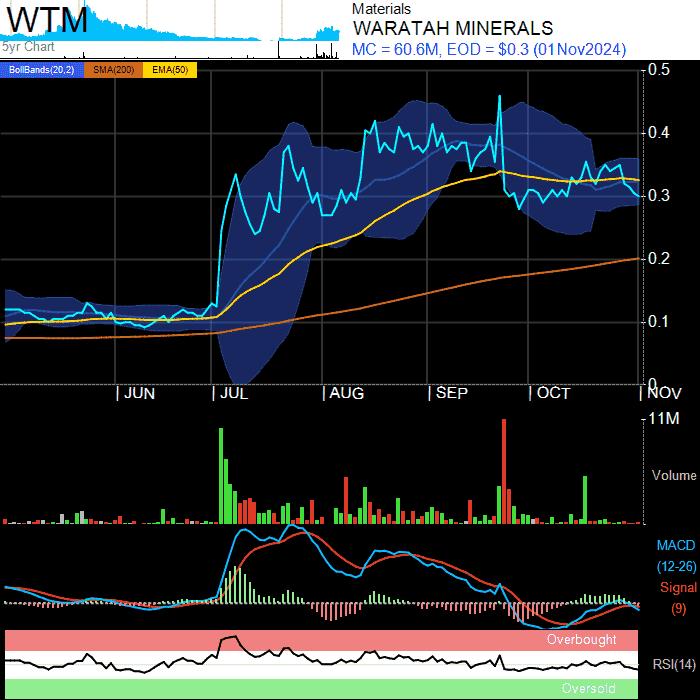 WTM
5yr Chart
Materials
WARATAH MINERALS
MC = 60.6M, EOD = $0.3 (01Nov2024)
BollBands(20,2) SMA(200) EMA(50)
0.5
0.4
0.3
0.2
0.1
0
JUN JUL AUG SEP OCT NOV
11M
Volume
MACD
(12-26)
Signal
(9)
Overbought
RSI(14)
Oversold